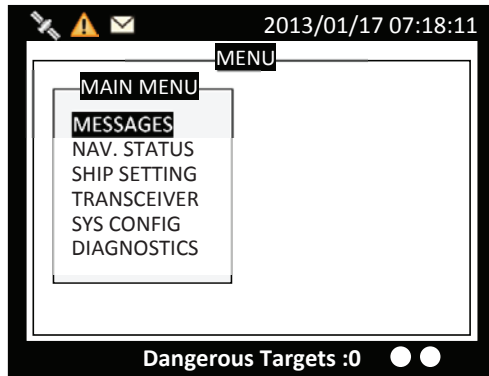 2013/01/17 07:18:11
MENU
MAIN MENU
MESSAGES
NAV. STATUS
SHIP SETTING
TRANSCEIVER
SYS CONFIG
DIAGNOSTICS
Dangerous Targets :0